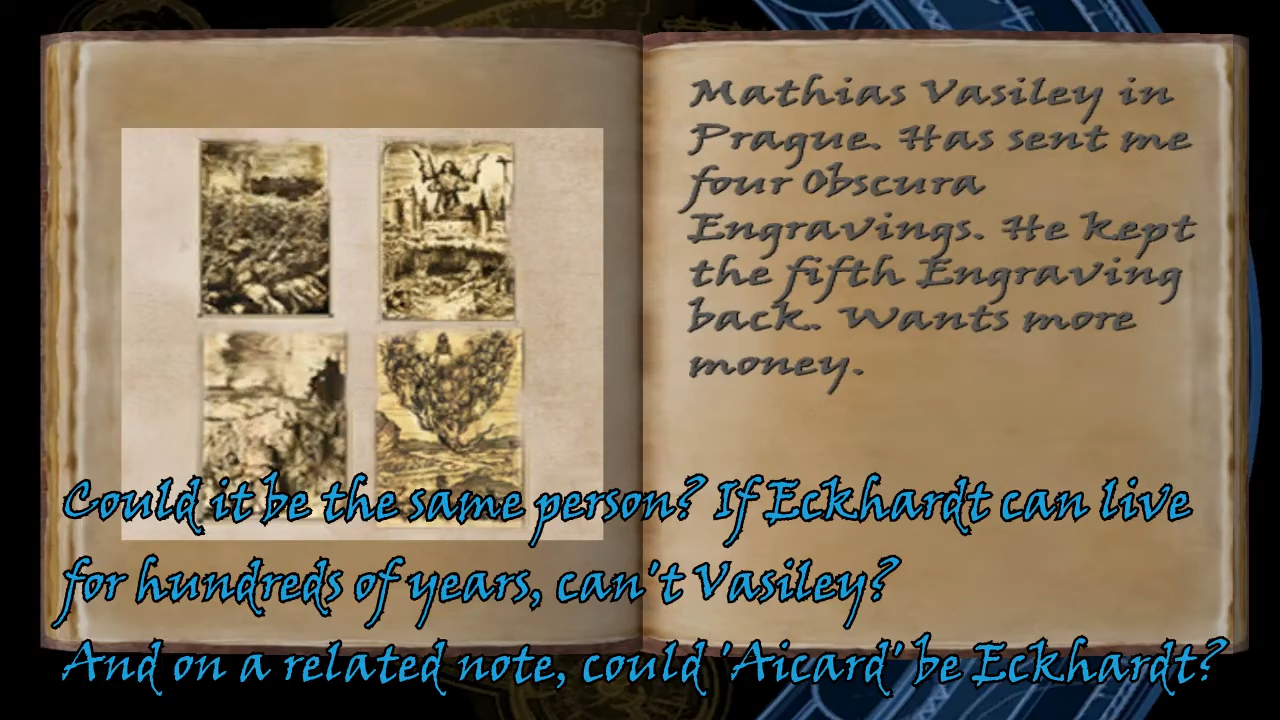 Mathias Vasiley in
Prague. Has sent me
four Obscura
Engravings. He kept
the fifth Engraving
back.. Wants more
money.
Could it be the same person? If Eckhardt can live
for hundreds of years, can't Vasiley?
And on a related note, could 'Aicard' be Eckhardt?